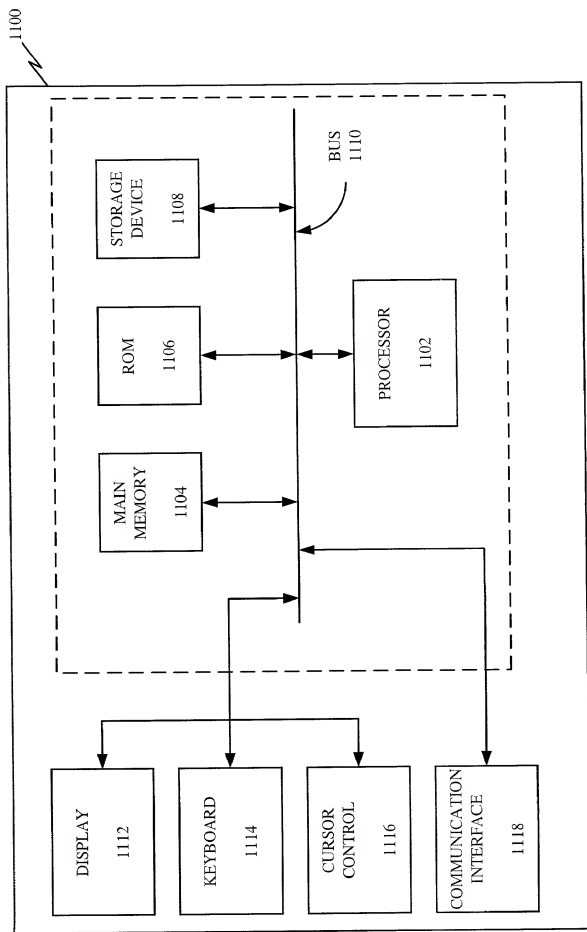 1100
DISPLAY
1112
KEYBOARD
1114
CURSOR
CONTROL
1116
COMMUNICATION
INTERFACE
1118
MAIN
MEMORY
1104
ROM
1106
STORAGE
DEVICE
1108
BUS
1110
PROCESSOR
1102